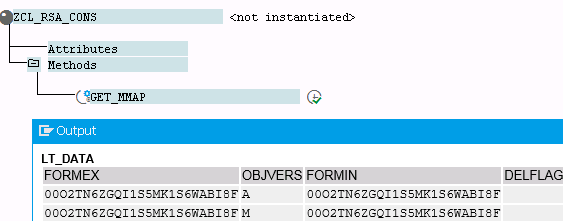 ZCL_RSA_CONS <not instantiated>
Attributes
Methods
GET_MMAP
Output
LT_DATA
FORMEX OBJVERS FORMIN DELFLAG
00O2TN6ZGQI1S5MK1S6WABI8F A 00O2TN6ZGQI1S5MK1S6WABI8F
00O2TN6ZGQI1S5MK1S6WABI8F M 00O2TN6ZGQI1S5MK1S6WABI8F